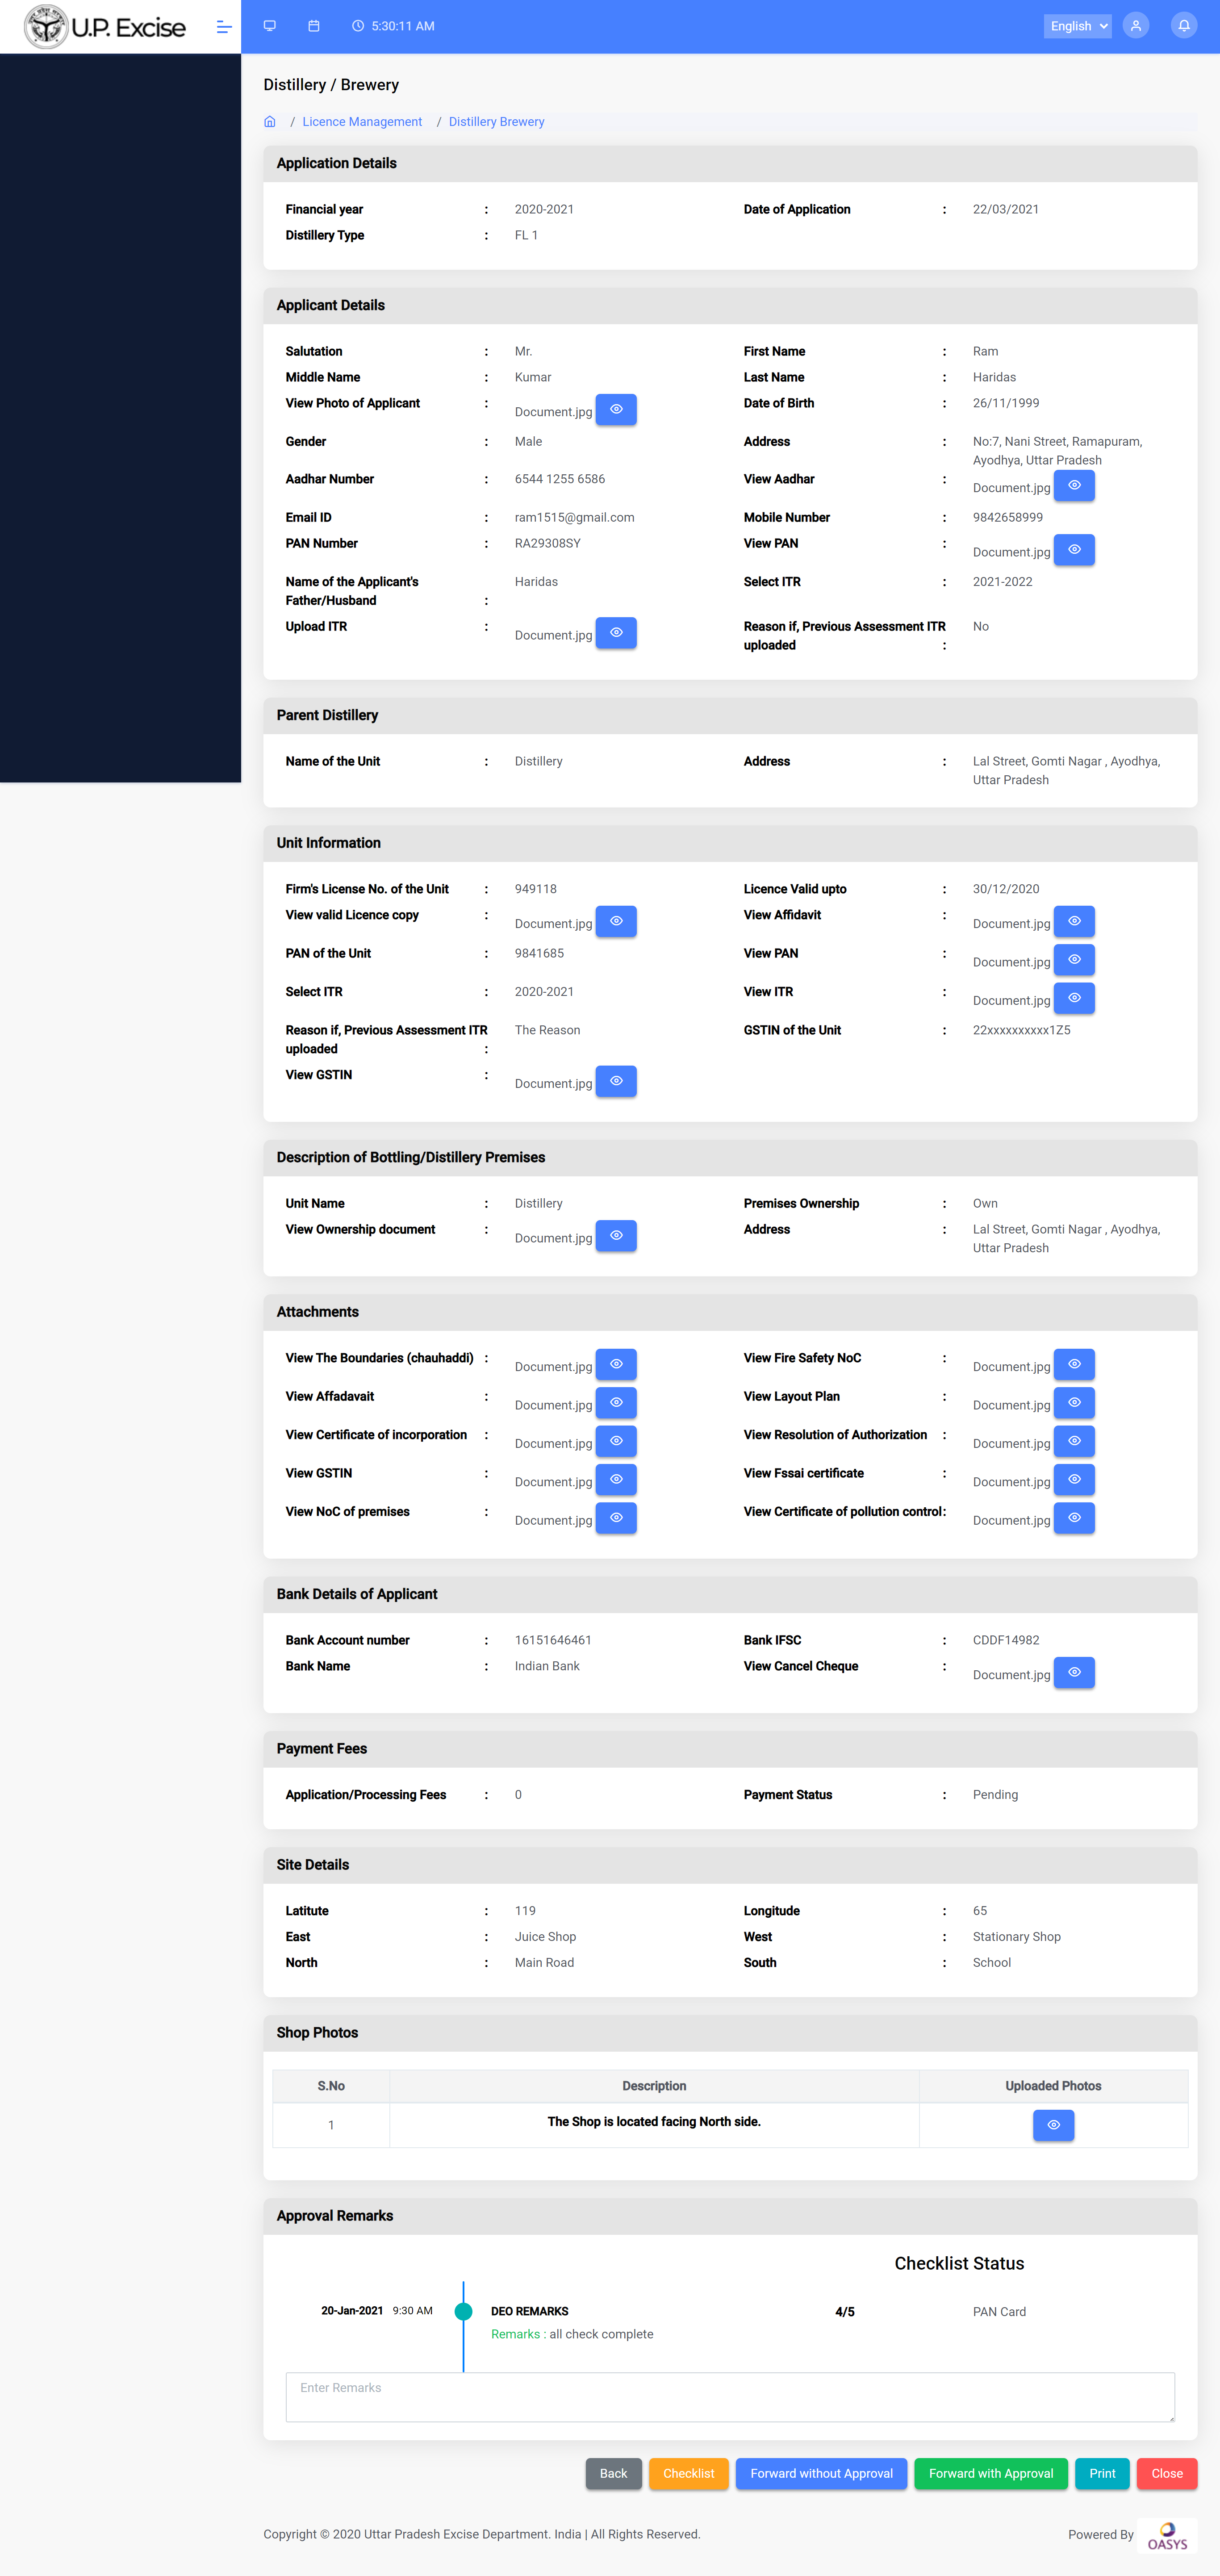 U.P. Excise
5:30:11 AM
English
Distillery / Brewery
/ Licence Management / Distillery Brewery
Application Details
Financial year : 2020-2021 Date of Application : 22/03/2021
Distillery Type : FL 1
Applicant Details
Salutation : Mr. First Name : Ram
Middle Name : Kumar Last Name : Haridas
View Photo of Applicant : Document.jpg Date of Birth : 26/11/1999
Gender : Male Address : No:7, Nani Street, Ramapuram,
Ayodhya, Uttar Pradesh
Aadhar Number : 6544 1255 6586 View Aadhar : Document.jpg
Email ID : ram1515@gmail.com Mobile Number : 9842658999
PAN Number : RA29308SY View PAN : Document.jpg
Name of the Applicant's Haridas Select ITR : 2021-2022
Father/Husband :
Upload ITR : Document.jpg Reason if, Previous Assessment ITR No
uploaded :
Parent Distillery
Name of the Unit : Distillery Address : Lal Street, Gomti Nagar , Ayodhya,
Uttar Pradesh
Unit Information
Firm's License No. of the Unit : 949118 Licence Valid upto : 30/12/2020
View valid Licence copy : Document.jpg View Affidavit : Document.jpg
PAN of the Unit : 9841685 View PAN : Document.jpg
Select ITR : 2020-2021 View ITR : Document.jpg
Reason if, Previous Assessment ITR The Reason GSTIN of the Unit : 22xxxxxxxxxx1Z5
uploaded :
View GSTIN : Document.jpg
Description of Bottling/Distillery Premises
Unit Name : Distillery Premises Ownership : Own
View Ownership document : Document.jpg Address : Lal Street, Gomti Nagar , Ayodhya,
Uttar Pradesh
Attachments
View The Boundaries (chauhaddi) : Document.jpg View Fire Safety NoC : Document.jpg
View Affadavait : Document.jpg View Layout Plan : Document.jpg
View Certificate of incorporation : Document.jpg View Resolution of Authorization : Document.jpg
View GSTIN : Document.jpg View Fssai certificate : Document.jpg
View NoC of premises : Document.jpg View Certificate of pollution control: Document.jpg
Bank Details of Applicant
Bank Account number : 16151646461 Bank IFSC : CDDF14982
Bank Name : Indian Bank View Cancel Cheque : Document.jpg
Payment Fees
Application/Processing Fees : 0 Payment Status : Pending
Site Details
Latitute : 119 Longitude : 65
East : Juice Shop West : Stationary Shop
North : Main Road South : School
Shop Photos
S.No Description Uploaded Photos
1 The Shop is located facing North side.
Approval Remarks
Checklist Status
20-Jan-2021 9:30 AM DEO REMARKS 4/5 PAN Card
Remarks : all check complete
Enter Remarks
Back Checklist Forward without Approval Forward with Approval Print Close
Copyright © 2020 Uttar Pradesh Excise Department. India | All Rights Reserved. Powered By OASYS